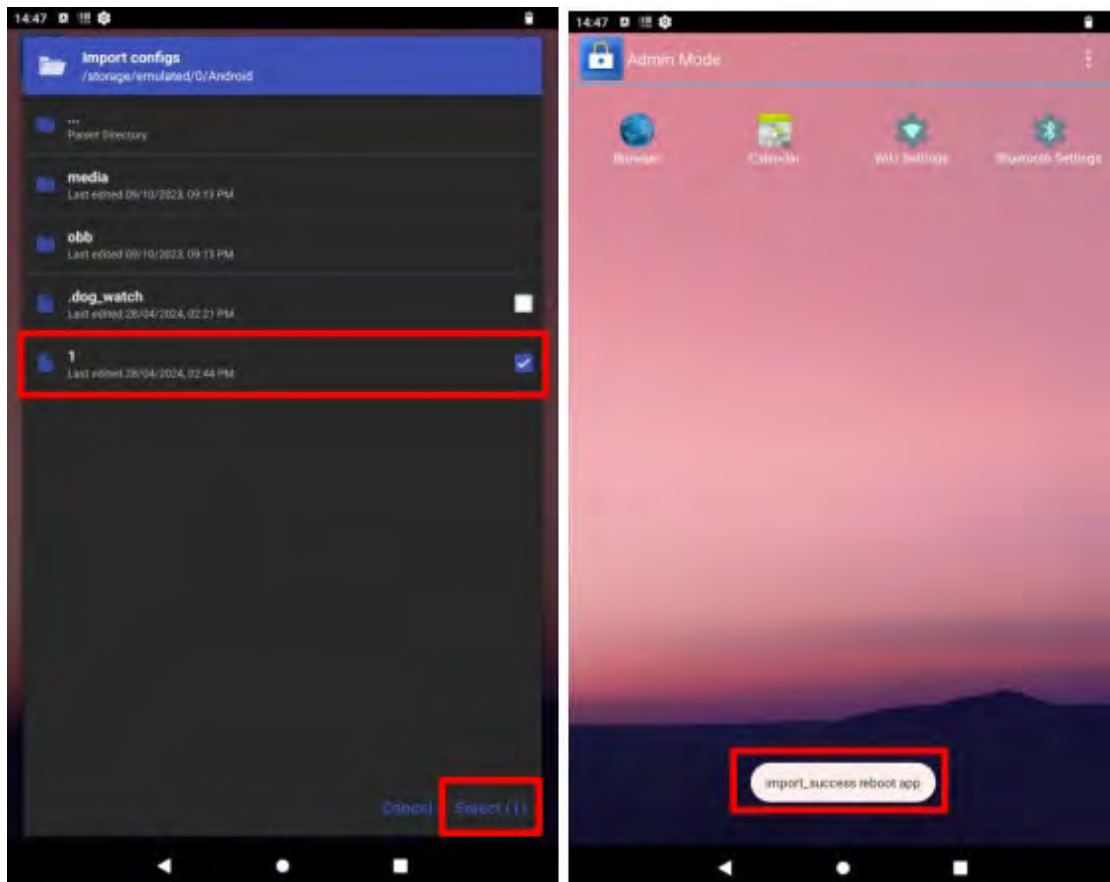 14:47
Import configs
/storage/emulated/0/Android
...
Parent Directory
media
Last edited 09/10/2023, 09:13 PM
obb
Last edited 09/10/2023, 09:13 PM
.dog_watch
Last edited 28/04/2024, 02:21 PM
1
Last edited 28/04/2024, 02:44 PM
Cancel Select (1)
14:47
Admin Mode
Browser Calendar WiFi Settings Bluetooth Settings
import_success reboot app